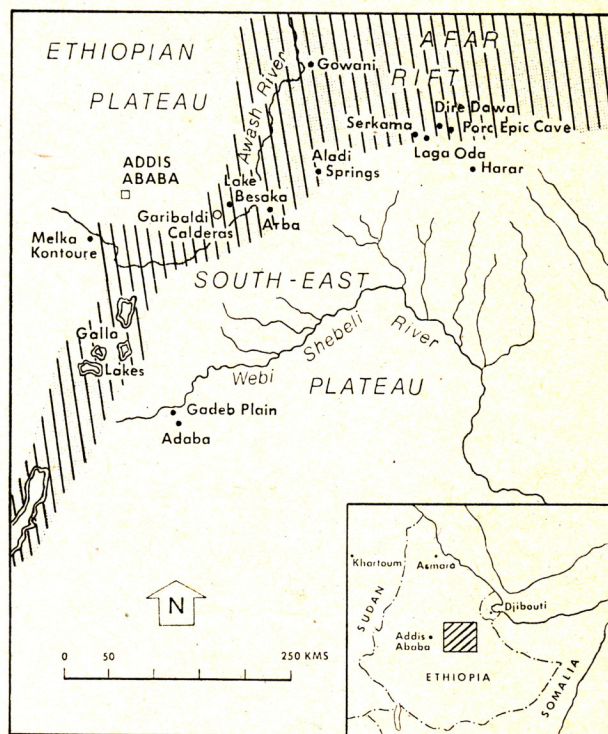 ETHIOPIAN
PLATEAU
AFAR
RIFT
Awash River
Gowani
Dire Dawa
Serkama
Porc Epic Cave
Laga Oda
Harar
Aladi
Springs
ADDIS
ABABA
Lake
Besaka
Garibaldi
Calderas
Arba
Melka
Kontoure
SOUTH-EAST
PLATEAU
Galla
Lakes
Webi Shebeli River
Gadeb Plain
Adaba
N
0 50 250 KMS
Khartoum
Asmara
SUDAN
Djibouti
Addis
Ababa
ETHIOPIA
SOMALIA